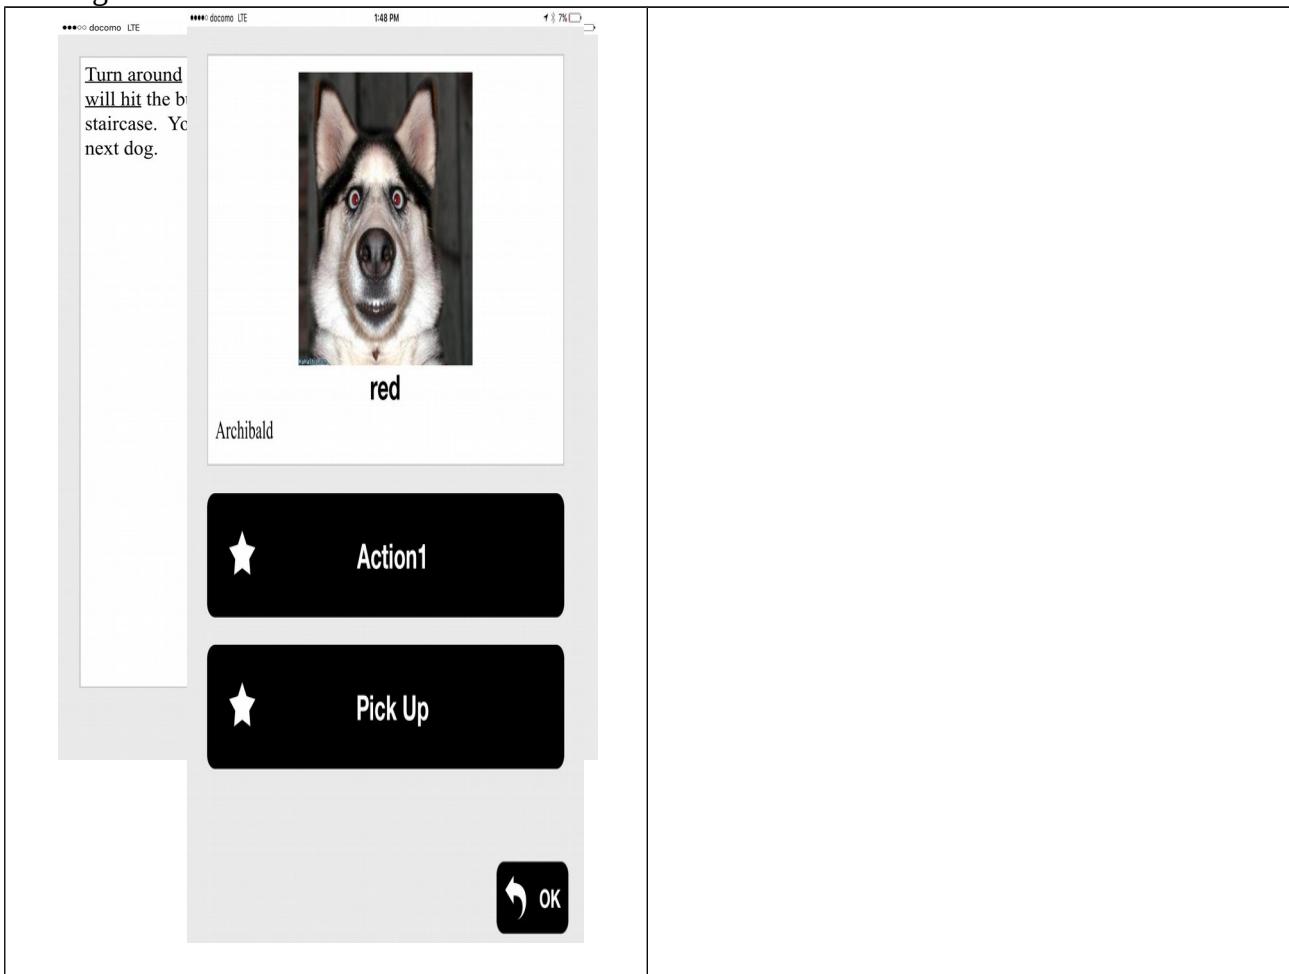 docomo LTE
Turn around
will hit the
staircase.
next dog.
docomo LTE
1:48 PM
7%
red
Archibald
Action1
Pick Up
OK